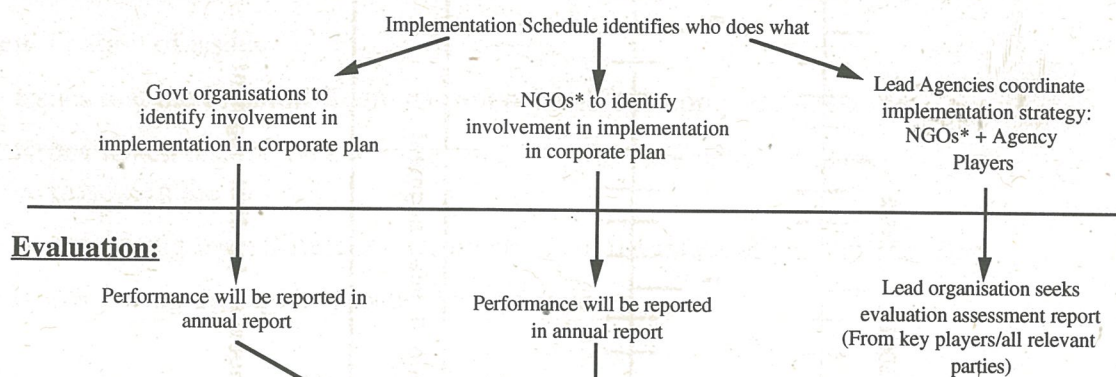 Implementation Schedule identifies who does what
Govt organisations to
identify involvement in
implementation in corporate plan
NGOs* to identify
involvement in implementation
in corporate plan
Lead Agencies coordinate
implementation strategy:
NGOs* + Agency
Players
Evaluation:
Performance will be reported in
annual report
Performance will be reported
in annual report
Lead organisation seeks
evaluation assessment report
(From key players/all relevant
parties)